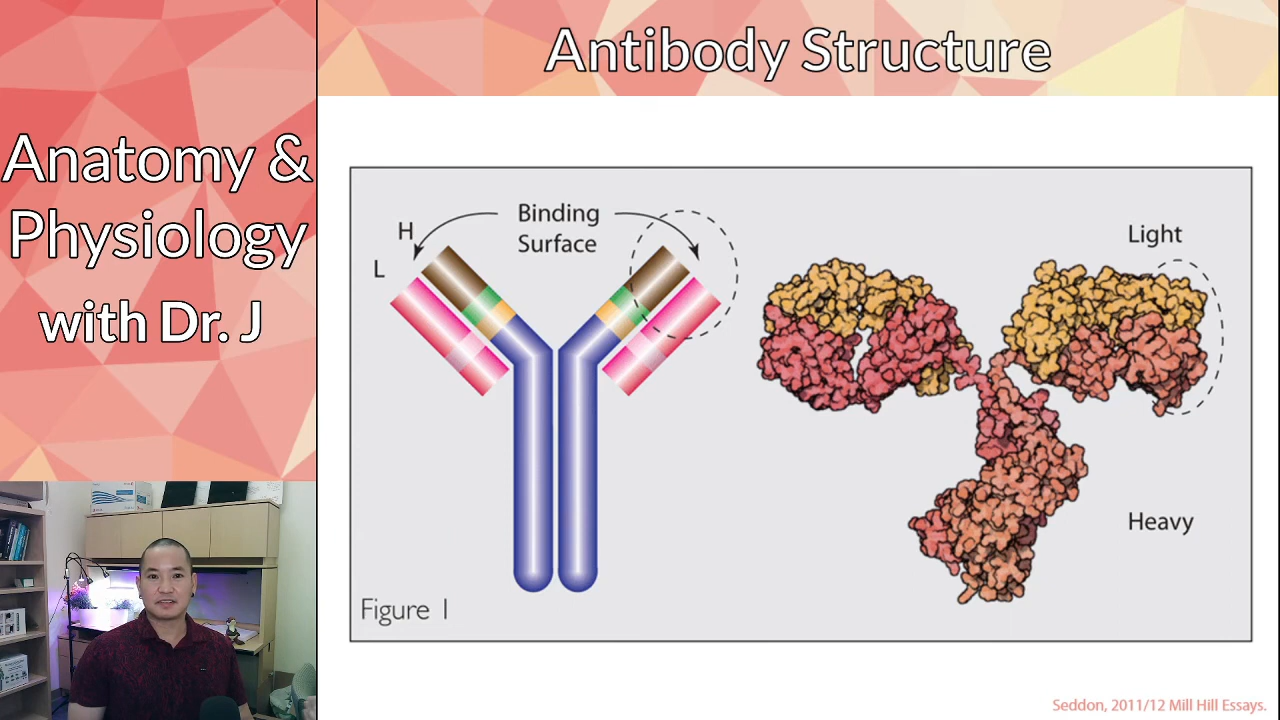 Anatomy &
Physiology
with Dr. J
Antibody Structure
Binding
Surface
H
L
Light
Heavy
Figure 1
Seddon, 2011/12 Mill Hill Essays.